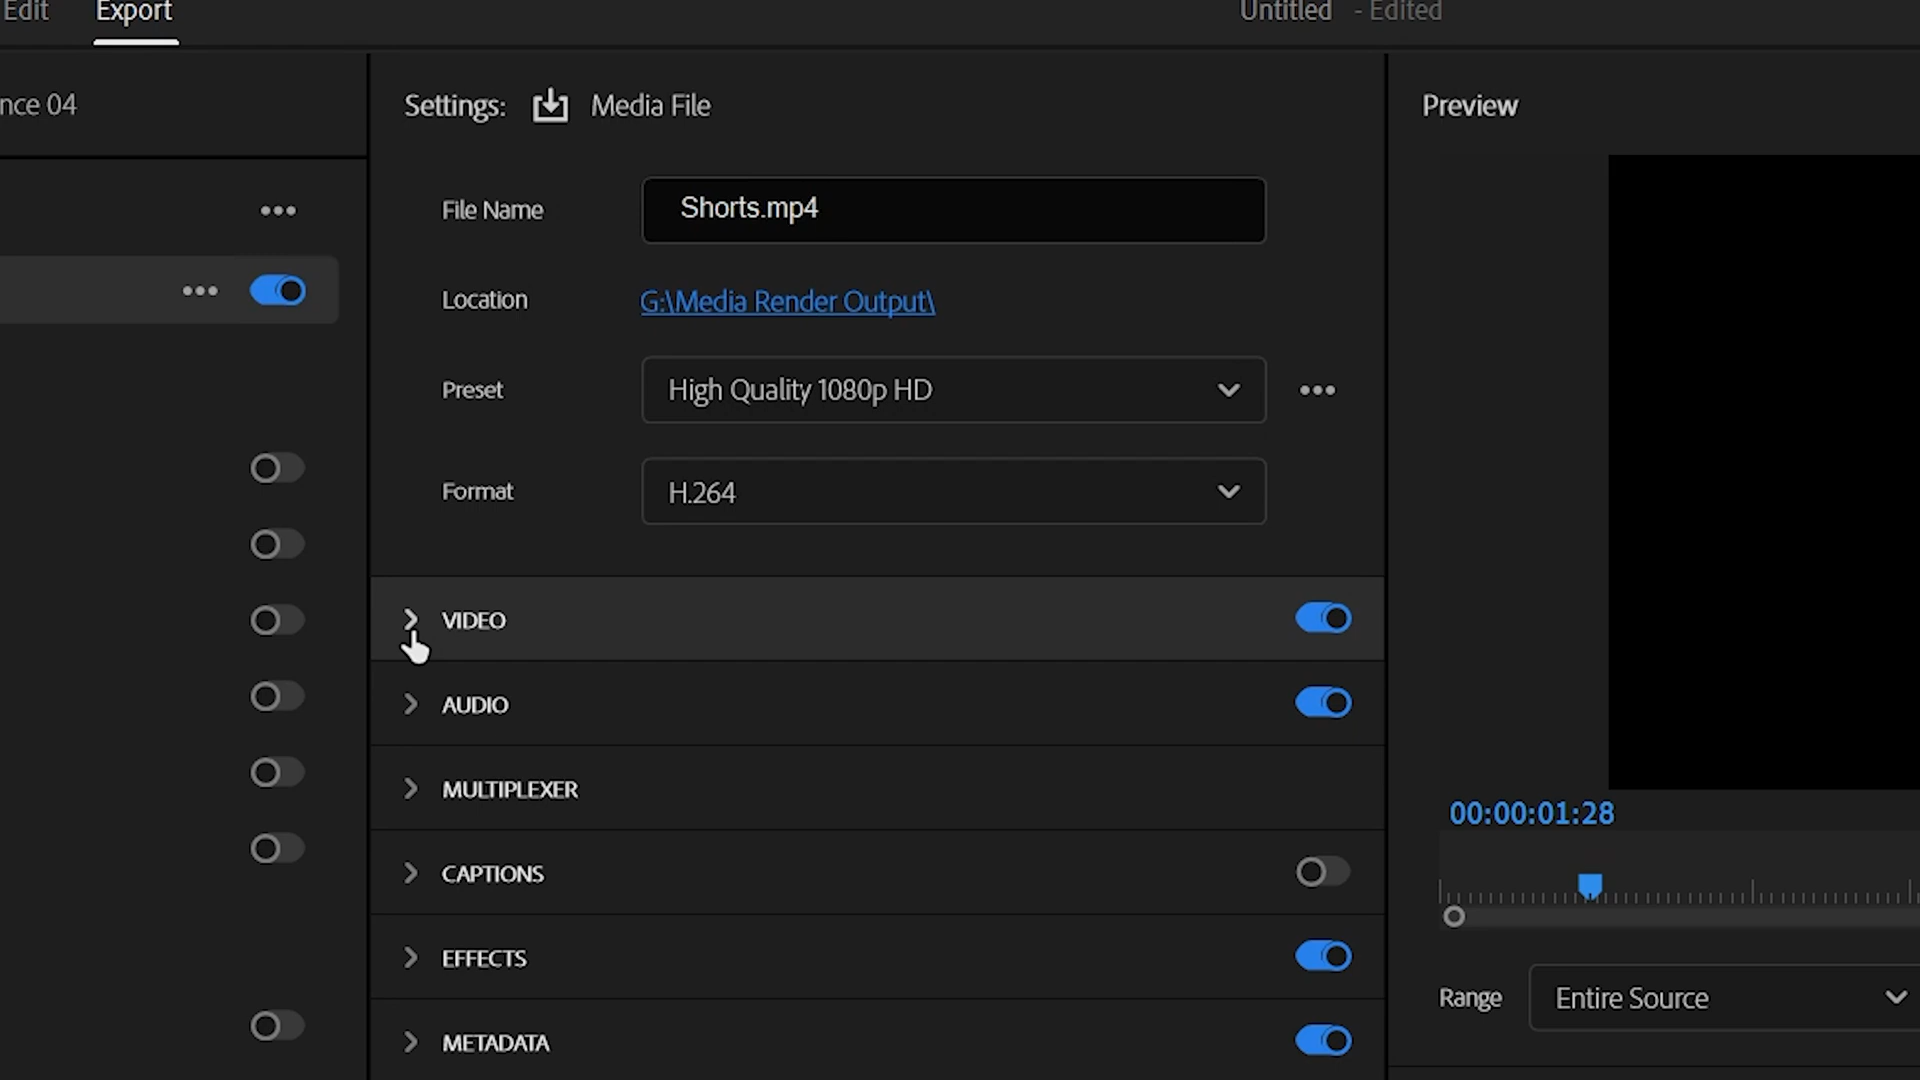 Edit
Export
Untitled - Edited
nce 04
Settings:
Media File
Preview
File Name
Shorts.mp4
Location
G:\Media Render Output\
Preset
High Quality 1080p HD
Format
H.264
VIDEO
AUDIO
MULTIPLEXER
CAPTIONS
EFFECTS
METADATA
00:00:01:28
Range
Entire Source